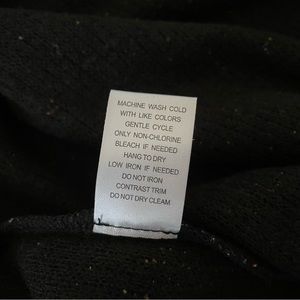 MACHINE WASH COLD
WITH LIKE COLORS
GENTLE CYCLE
ONLY NON-CHLORINE
BLEACH IF NEEDED
HANG TO DRY
LOW IRON IF NEEDED
DO NOT IRON
CONTRAST TRIM
DO NOT DRY CLEAM